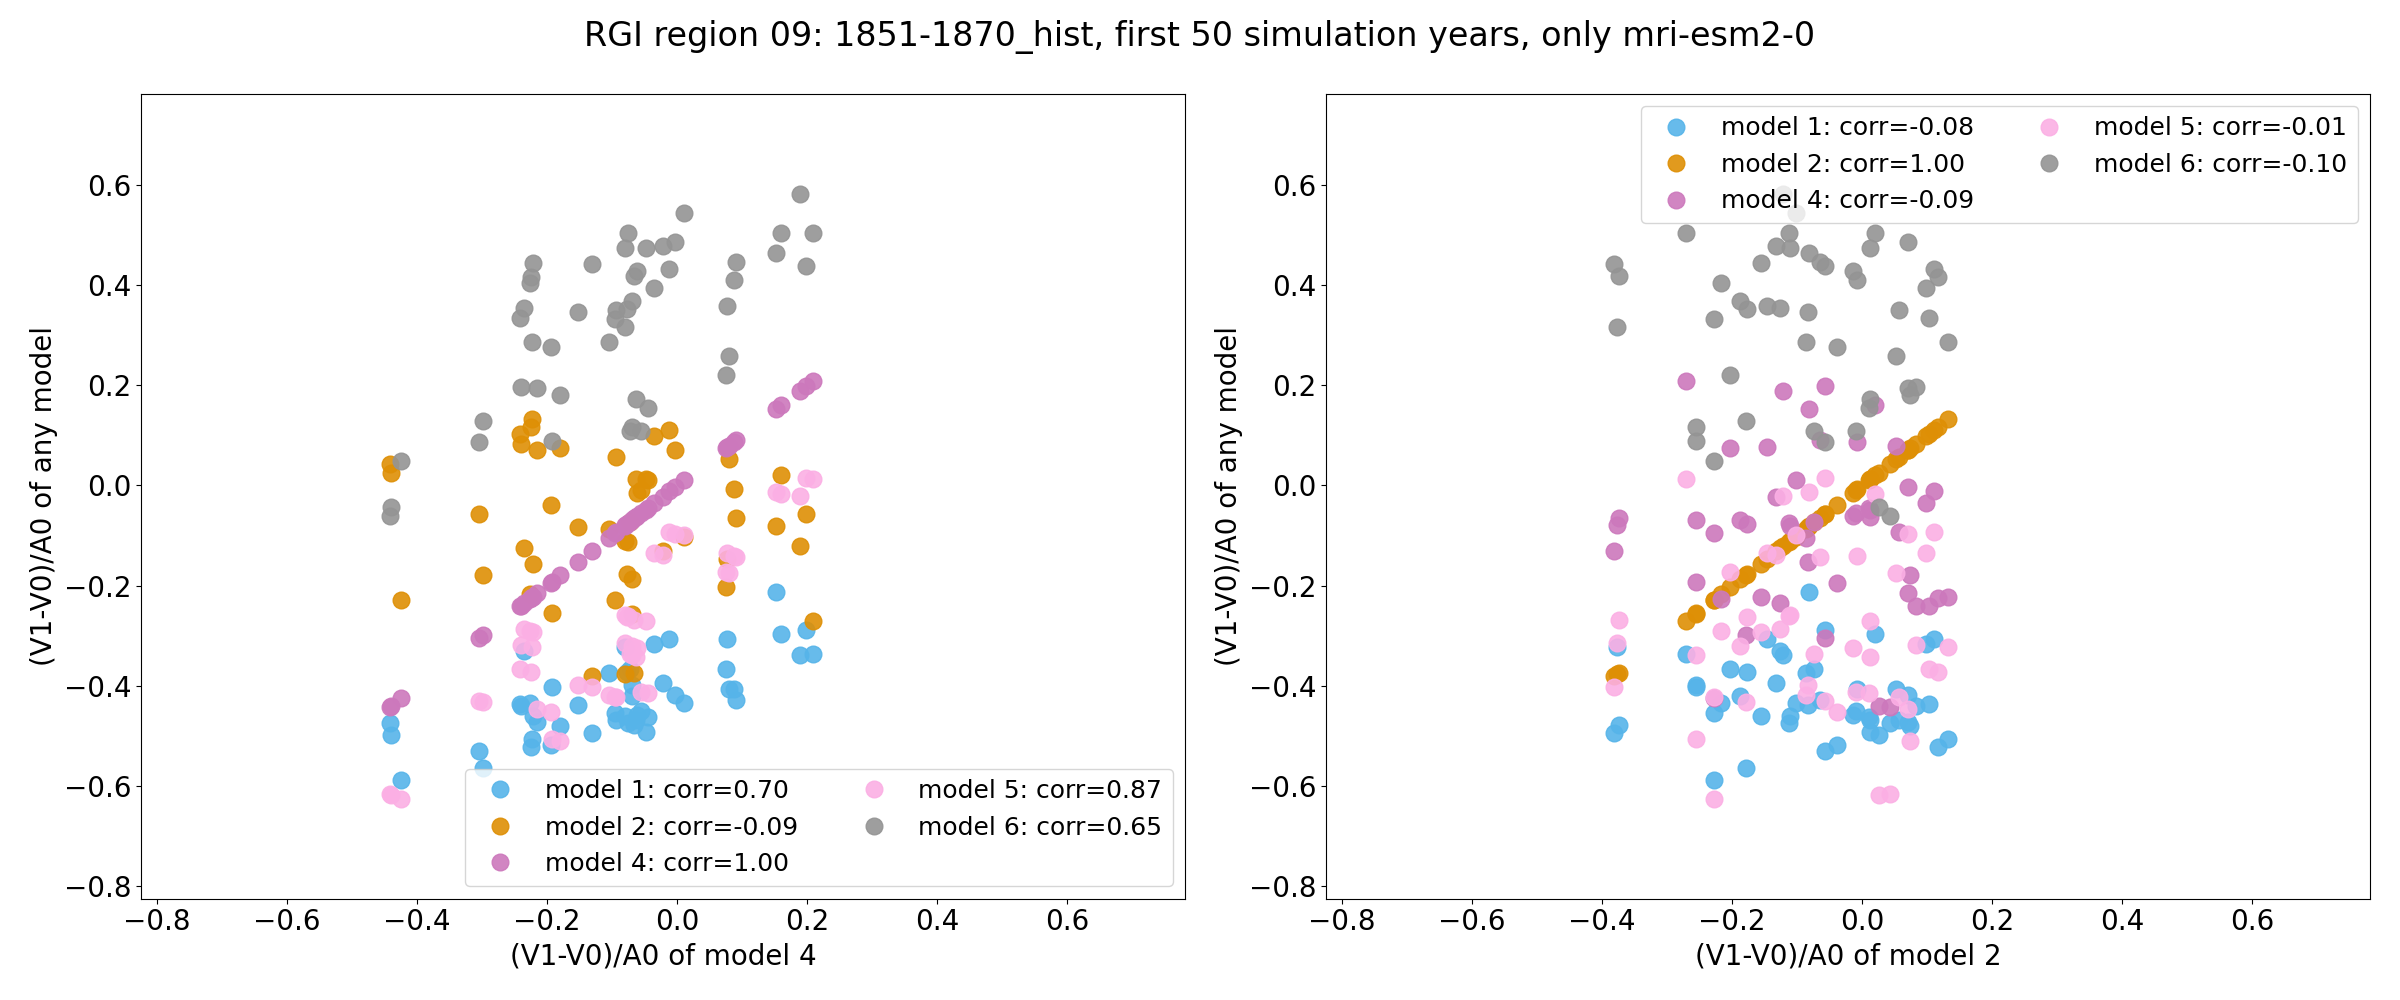 RGI region 09: 1851-1870_hist, first 50 simulation years, only mri-esm2-0
(V1-V0)/A0 of any model
0.6
0.4
0.2
0.0
−0.2
−0.4
−0.6
−0.8
model 1: corr=0.70
model 2: corr=-0.09
model 4: corr=1.00
model 5: corr=0.87
model 6: corr=0.65
−0.8 −0.6 −0.4 −0.2 0.0 0.2 0.4 0.6
(V1-V0)/A0 of model 4
(V1-V0)/A0 of any model
0.6
0.4
0.2
0.0
−0.2
−0.4
−0.6
−0.8
model 1: corr=-0.08
model 2: corr=1.00
model 4: corr=-0.09
model 5: corr=-0.01
model 6: corr=-0.10
−0.8 −0.6 −0.4 −0.2 0.0 0.2 0.4 0.6
(V1-V0)/A0 of model 2